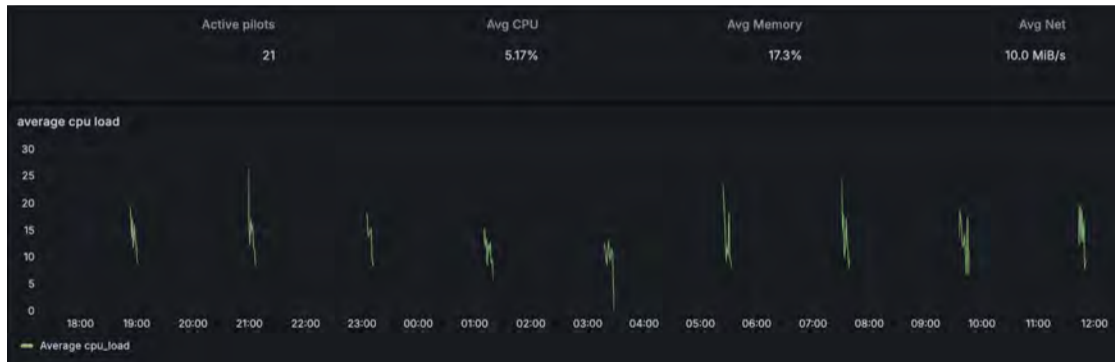 Active pilots Avg CPU Avg Memory Avg Net
21 5.17% 17.3% 10.0 MiB/s
average cpu load
30
25
20
15
10
5
0
18:00 19:00 20:00 21:00 22:00 23:00 00:00 01:00 02:00 03:00 04:00 05:00 06:00 07:00 08:00 09:00 10:00 11:00 12:00
Average cpu_load